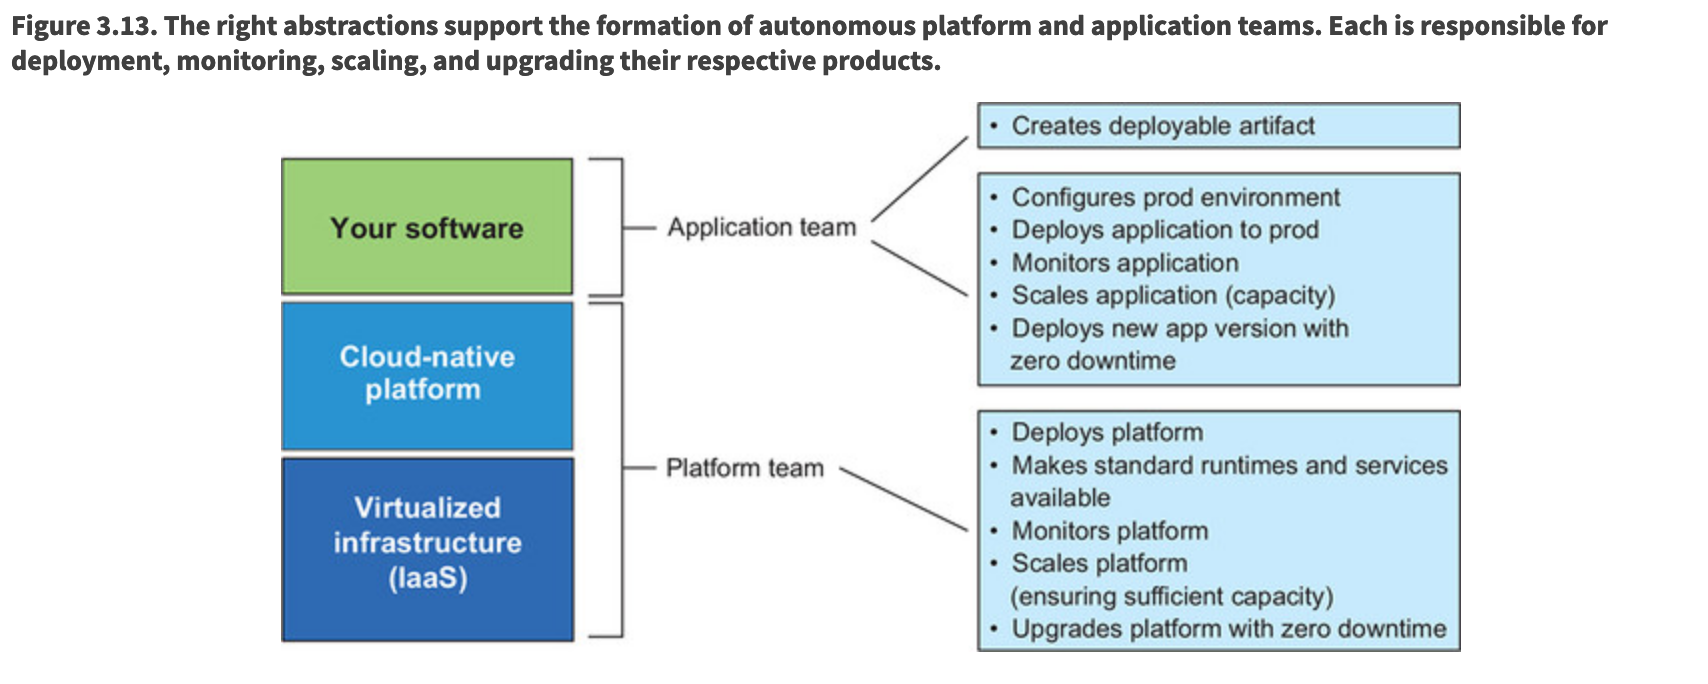 Figure 3.13. The right abstractions support the formation of autonomous platform and application teams. Each is responsible for
deployment, monitoring, scaling, and upgrading their respective products.
Your software
Application team
• Creates deployable artifact
• Configures prod environment
• Deploys application to prod
• Monitors application
• Scales application (capacity)
• Deploys new app version with
zero downtime
Cloud-native
platform
Virtualized
infrastructure
(IaaS)
Platform team
• Deploys platform
• Makes standard runtimes and services
available
• Monitors platform
• Scales platform
(ensuring sufficient capacity)
• Upgrades platform with zero downtime